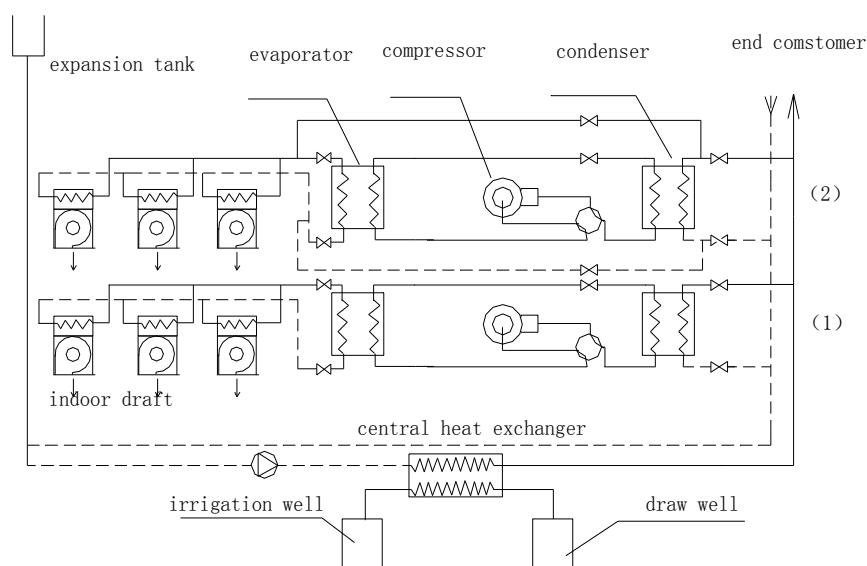 end comstomer
compressor
condenser
evaporator
expansion tank
(2)
(1)
indoor draft
central heat exchanger
irrigation well
draw well